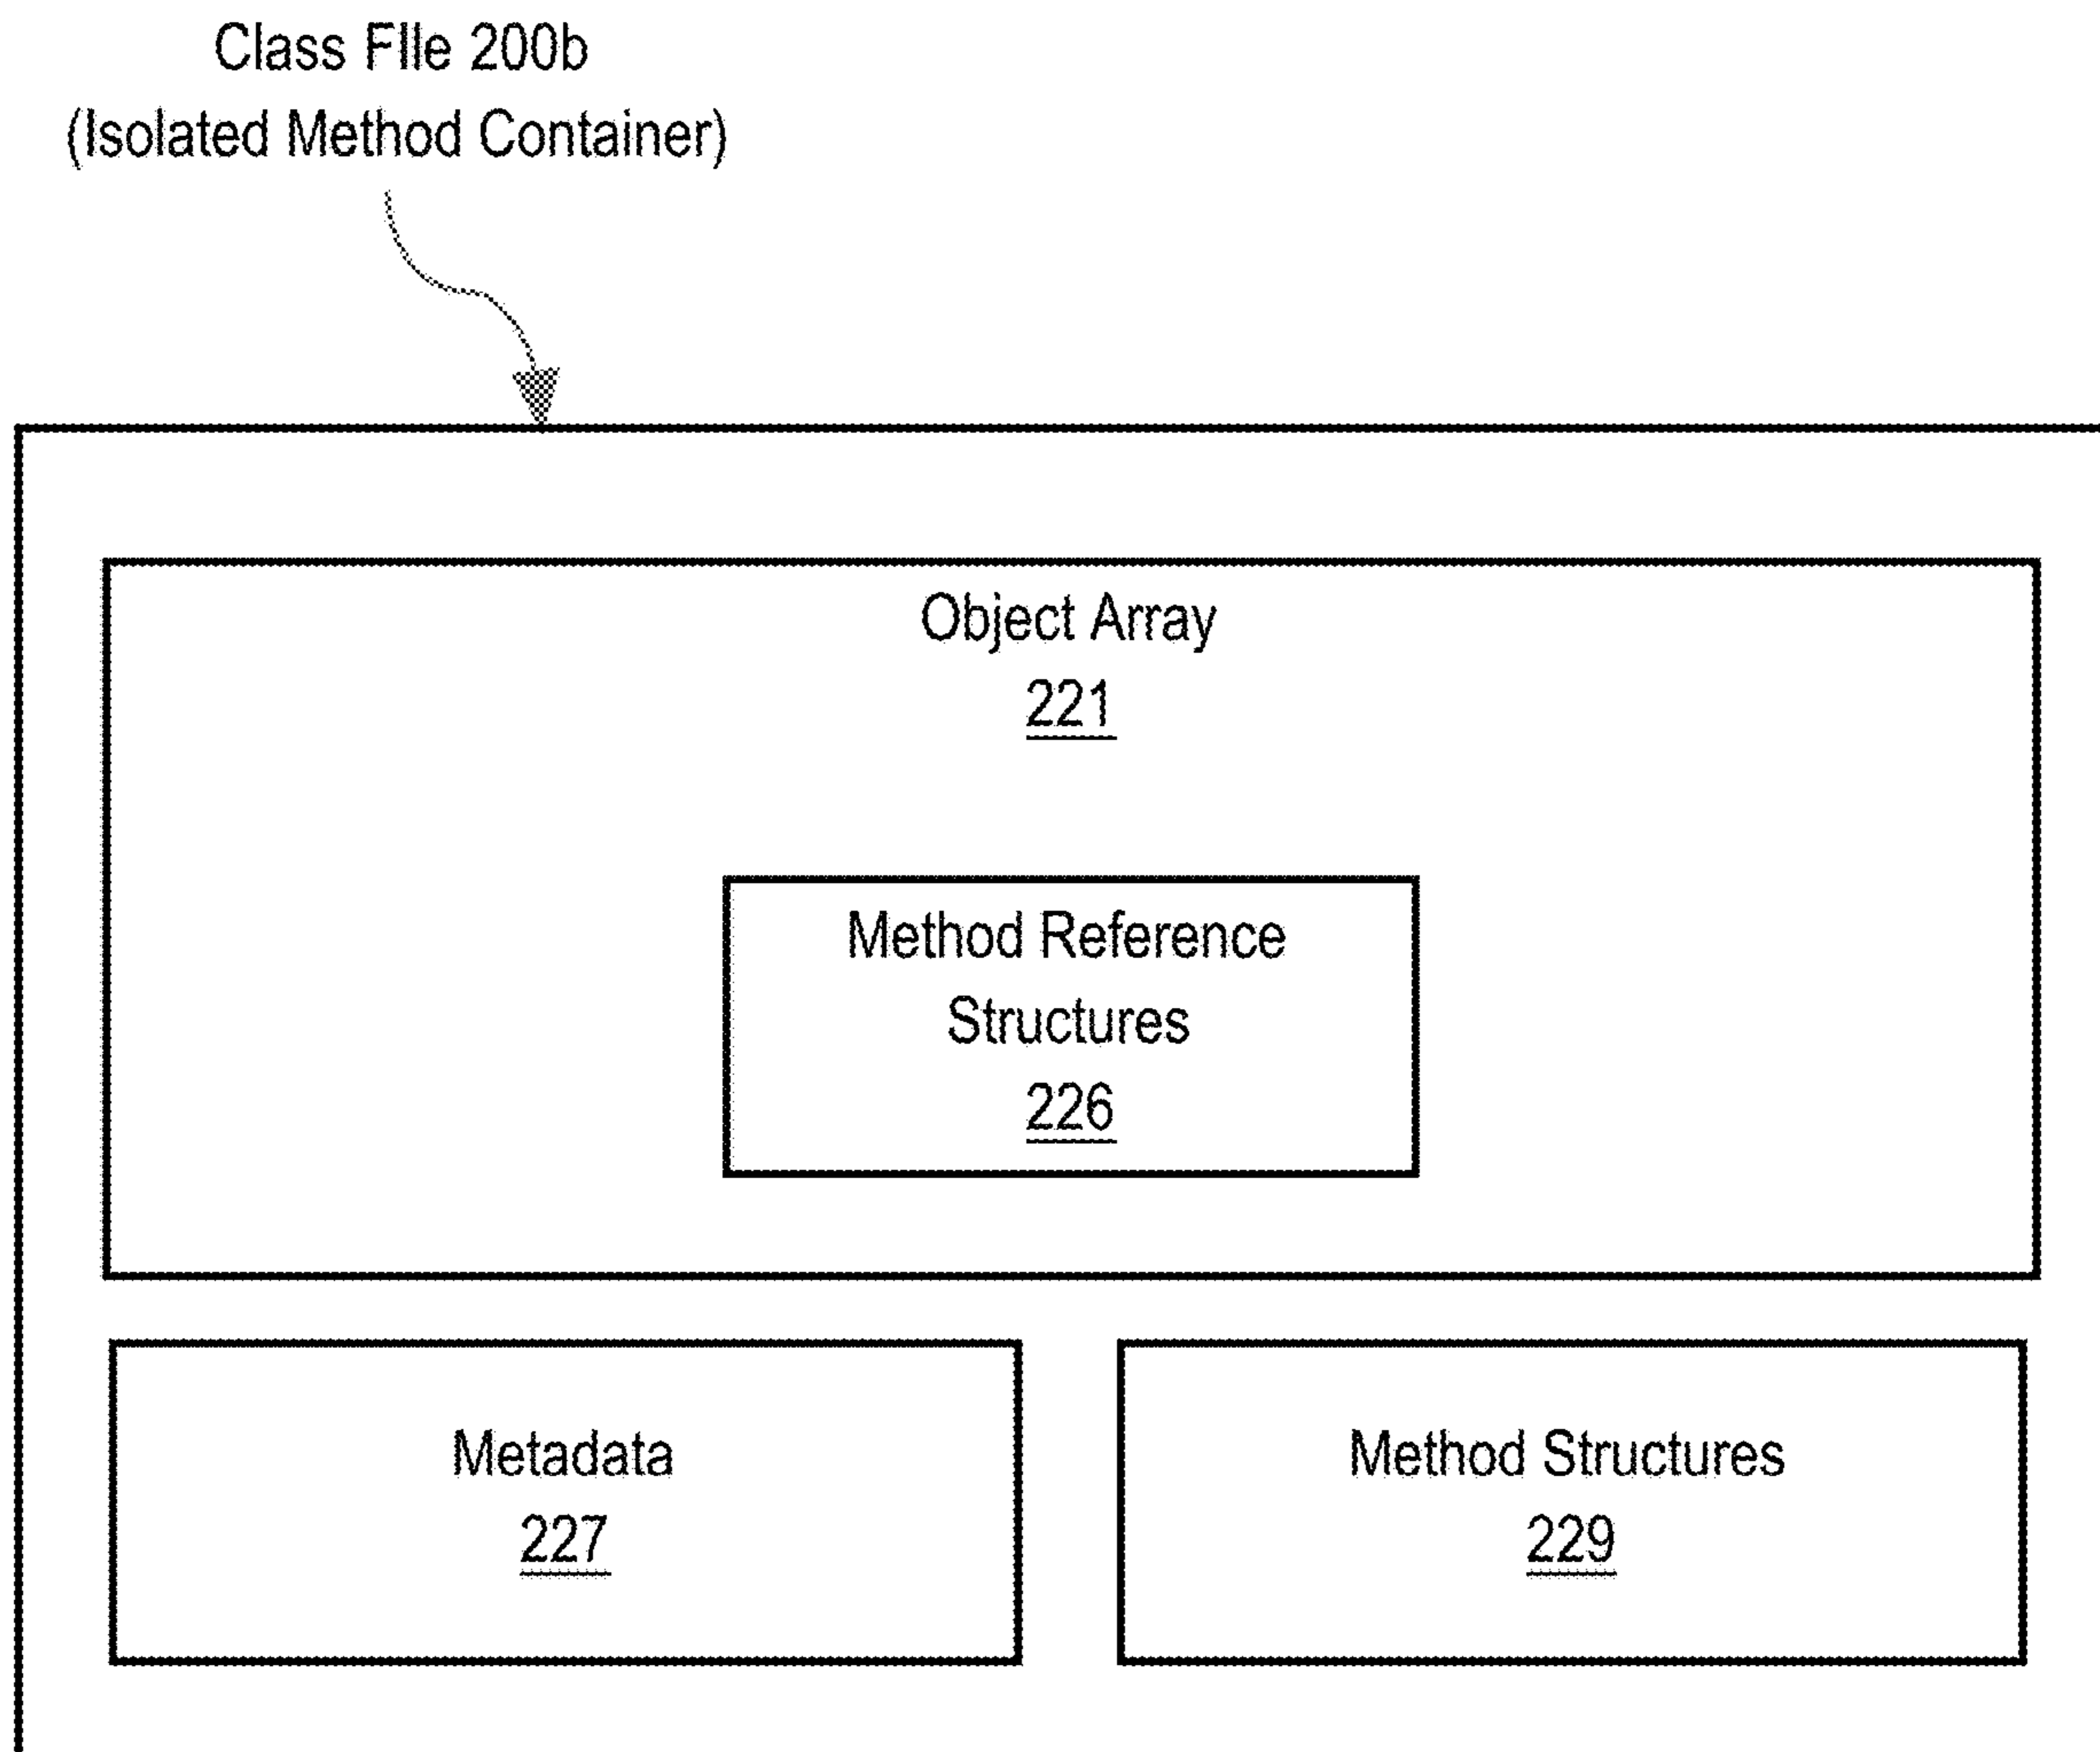 Class FIle 200b
(Isolated Method Container)
Object Array
221
Method Reference
Structures
226
Metadata
227
Method Structures
229